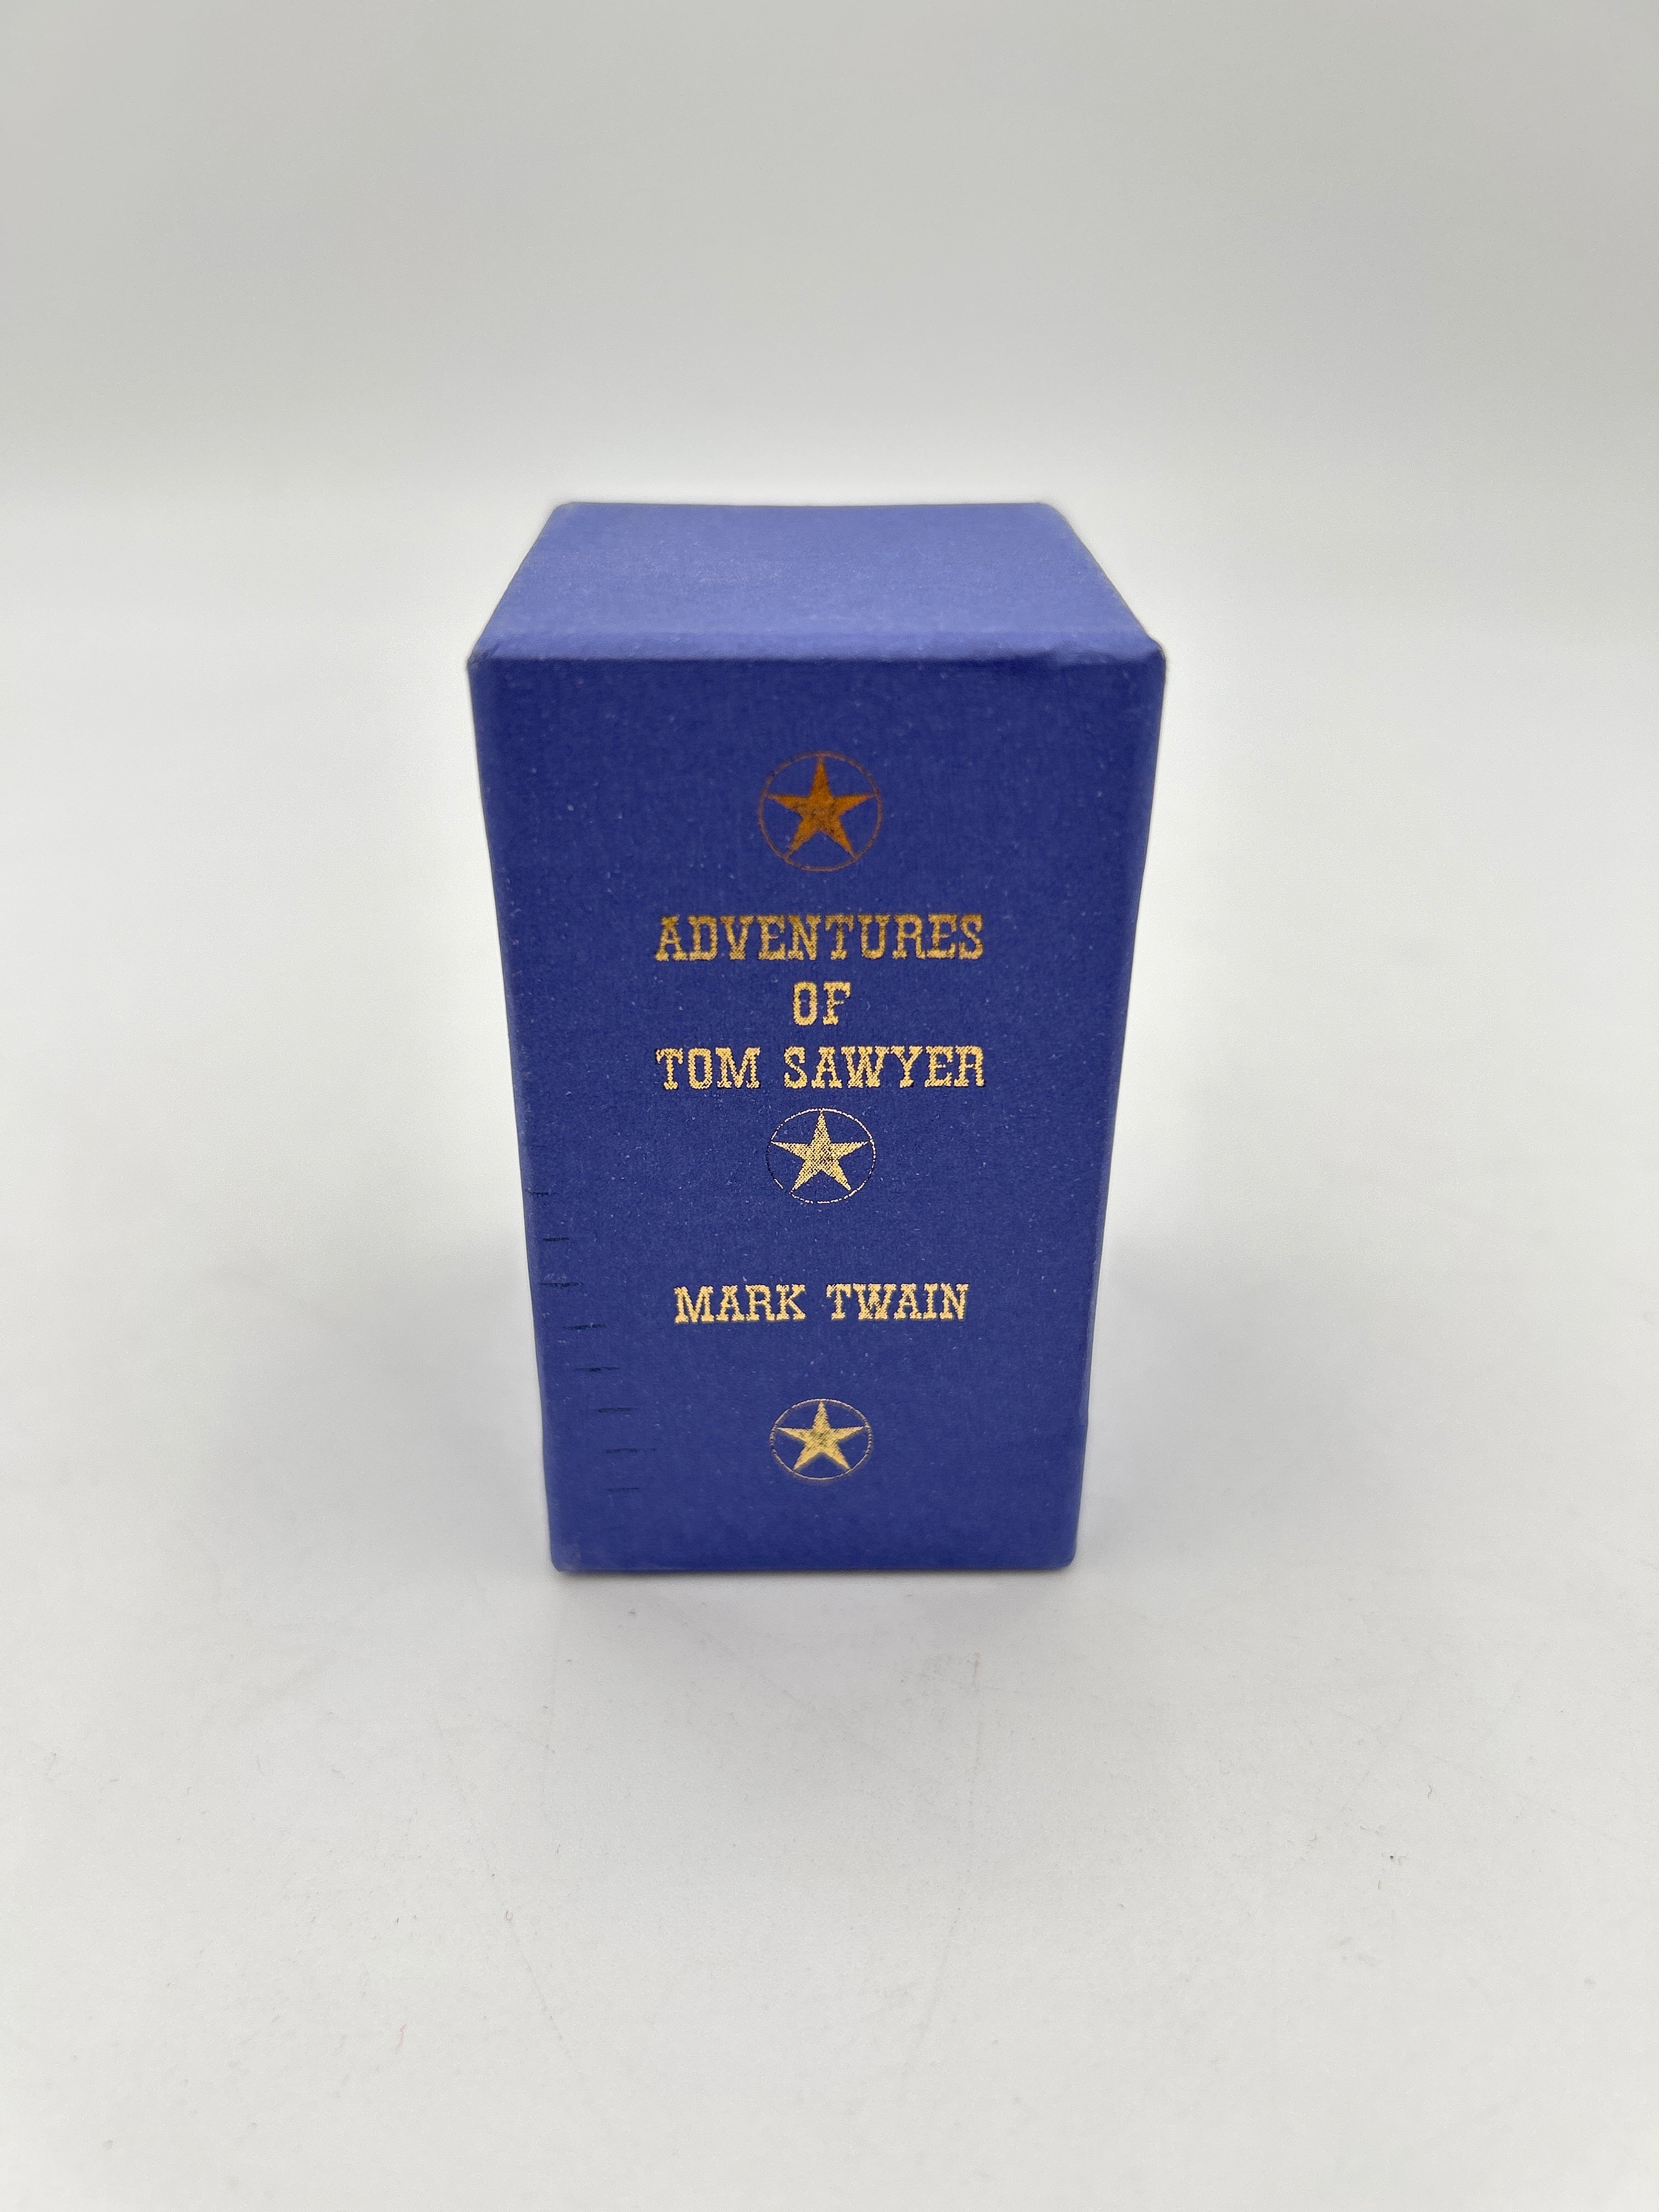 ADVENTURES
OF
TOM SAWYER
MARK TWAIN